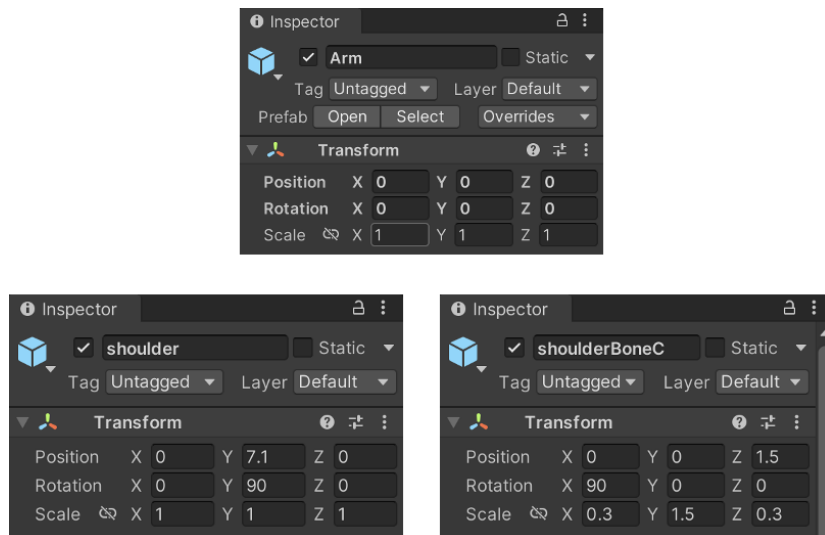 Inspector
Arm Static
Tag Untagged Layer Default
Prefab Open Select Overrides
Transform
Position X 0 Y 0 Z 0
Rotation X 0 Y 0 Z 0
Scale X 1 Y 1 Z 1
Inspector
shoulder Static
Tag Untagged Layer Default
Transform
Position X 0 Y 7.1 Z 0
Rotation X 0 Y 90 Z 0
Scale X 1 Y 1 Z 1
Inspector
shoulderBoneC Static
Tag Untagged Layer Default
Transform
Position X 0 Y 0 Z 1.5
Rotation X 90 Y 0 Z 0
Scale X 0.3 Y 1.5 Z 0.3